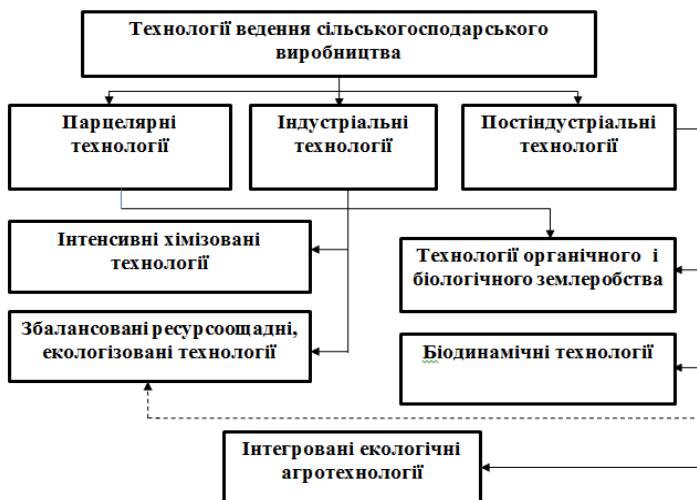 Технології ведення сільськогосподарського
виробництва
Парцелярні
технології
Індустріальні
технології
Постіндустріальні
технології
Інтенсивні хімізовані
технології
Технології органічного і
біологічного землеробства
Збалансовані ресурсоощадні,
екологізовані технології
Біодинамічні технології
Інтегровані екологічні
агротехнології